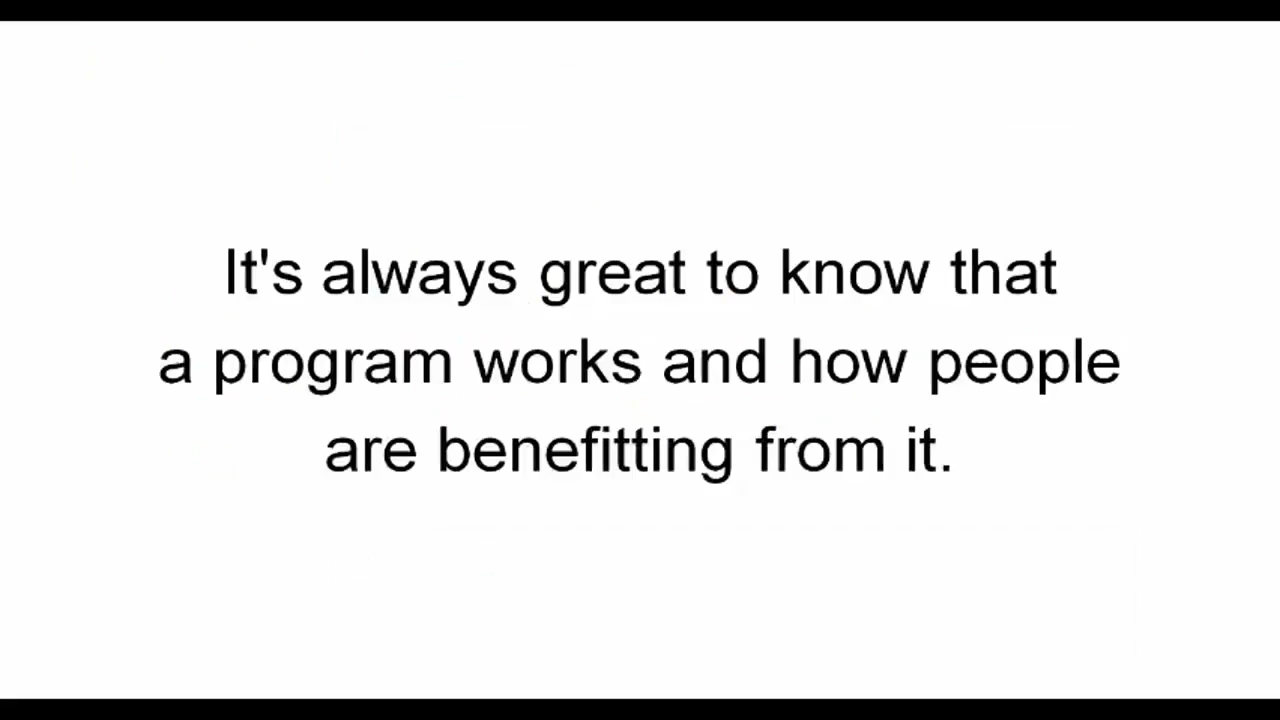 It's always great to know that
a program works and how people
are benefitting from it.